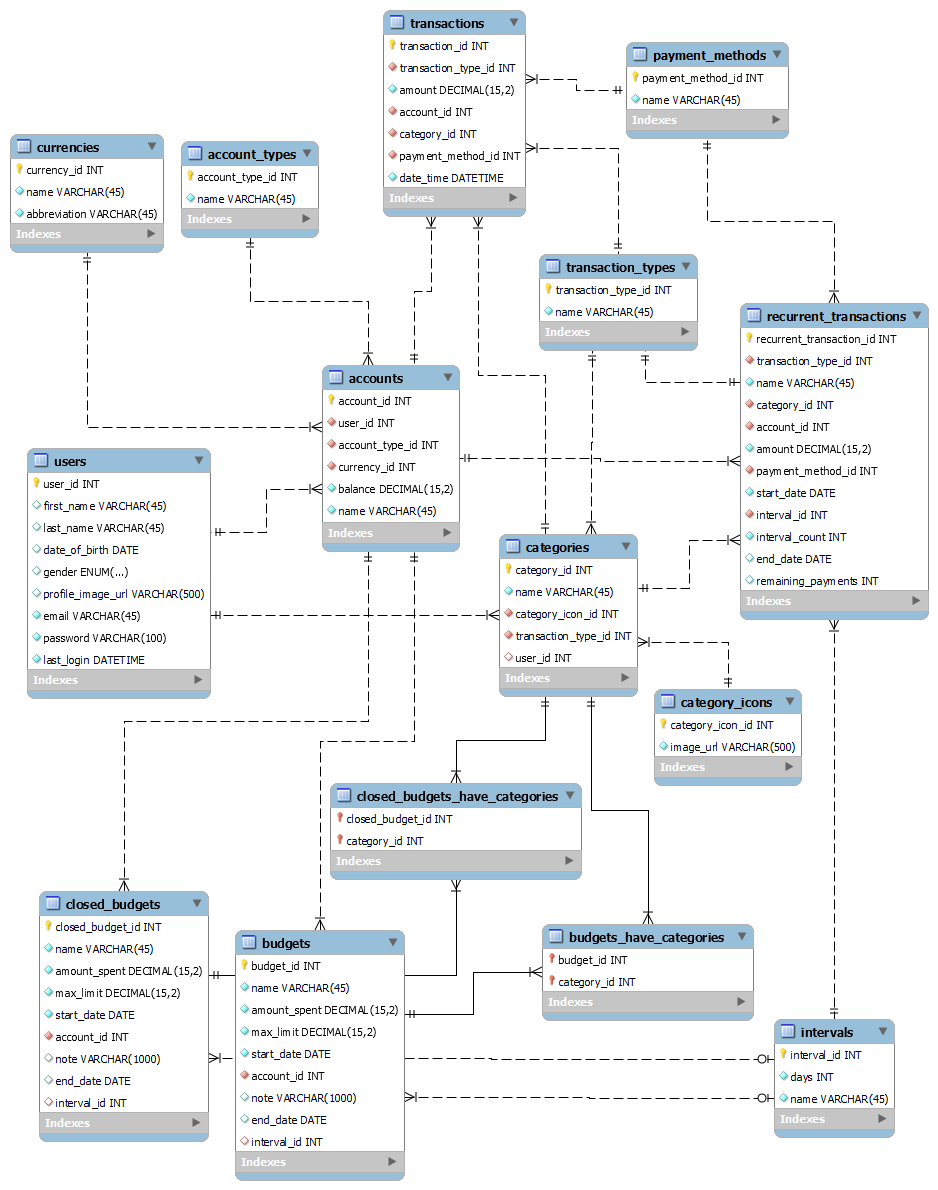 transactions
transaction_id INT
transaction_type_id INT
amount DECIMAL(15,2)
account_id INT
category_id INT
payment_method_id INT
date_time DATETIME
Indexes
payment_methods
payment_method_id INT
name VARCHAR(45)
Indexes
currencies
currency_id INT
name VARCHAR(45)
abbreviation VARCHAR(45)
Indexes
account_types
account_type_id INT
name VARCHAR(45)
Indexes
transaction_types
transaction_type_id INT
name VARCHAR(45)
Indexes
recurrent_transactions
recurrent_transaction_id INT
transaction_type_id INT
name VARCHAR(45)
category_id INT
account_id INT
amount DECIMAL(15,2)
payment_method_id INT
start_date DATE
interval_id INT
interval_count INT
end_date DATE
remaining_payments INT
Indexes
accounts
account_id INT
user_id INT
account_type_id INT
currency_id INT
balance DECIMAL(15,2)
name VARCHAR(45)
Indexes
users
user_id INT
first_name VARCHAR(45)
last_name VARCHAR(45)
date_of_birth DATE
gender ENUM(...)
profile_image_url VARCHAR(500)
email VARCHAR(45)
password VARCHAR(100)
last_login DATETIME
Indexes
categories
category_id INT
name VARCHAR(45)
category_icon_id INT
transaction_type_id INT
user_id INT
Indexes
category_icons
category_icon_id INT
image_url VARCHAR(500)
Indexes
closed_budgets_have_categories
closed_budget_id INT
category_id INT
Indexes
closed_budgets
closed_budget_id INT
name VARCHAR(45)
amount_spent DECIMAL(15,2)
max_limit DECIMAL(15,2)
start_date DATE
account_id INT
note VARCHAR(1000)
end_date DATE
interval_id INT
Indexes
budgets
budget_id INT
name VARCHAR(45)
amount_spent DECIMAL(15,2)
max_limit DECIMAL(15,2)
start_date DATE
account_id INT
note VARCHAR(1000)
end_date DATE
interval_id INT
Indexes
budgets_have_categories
budget_id INT
category_id INT
Indexes
intervals
interval_id INT
days INT
name VARCHAR(45)
Indexes